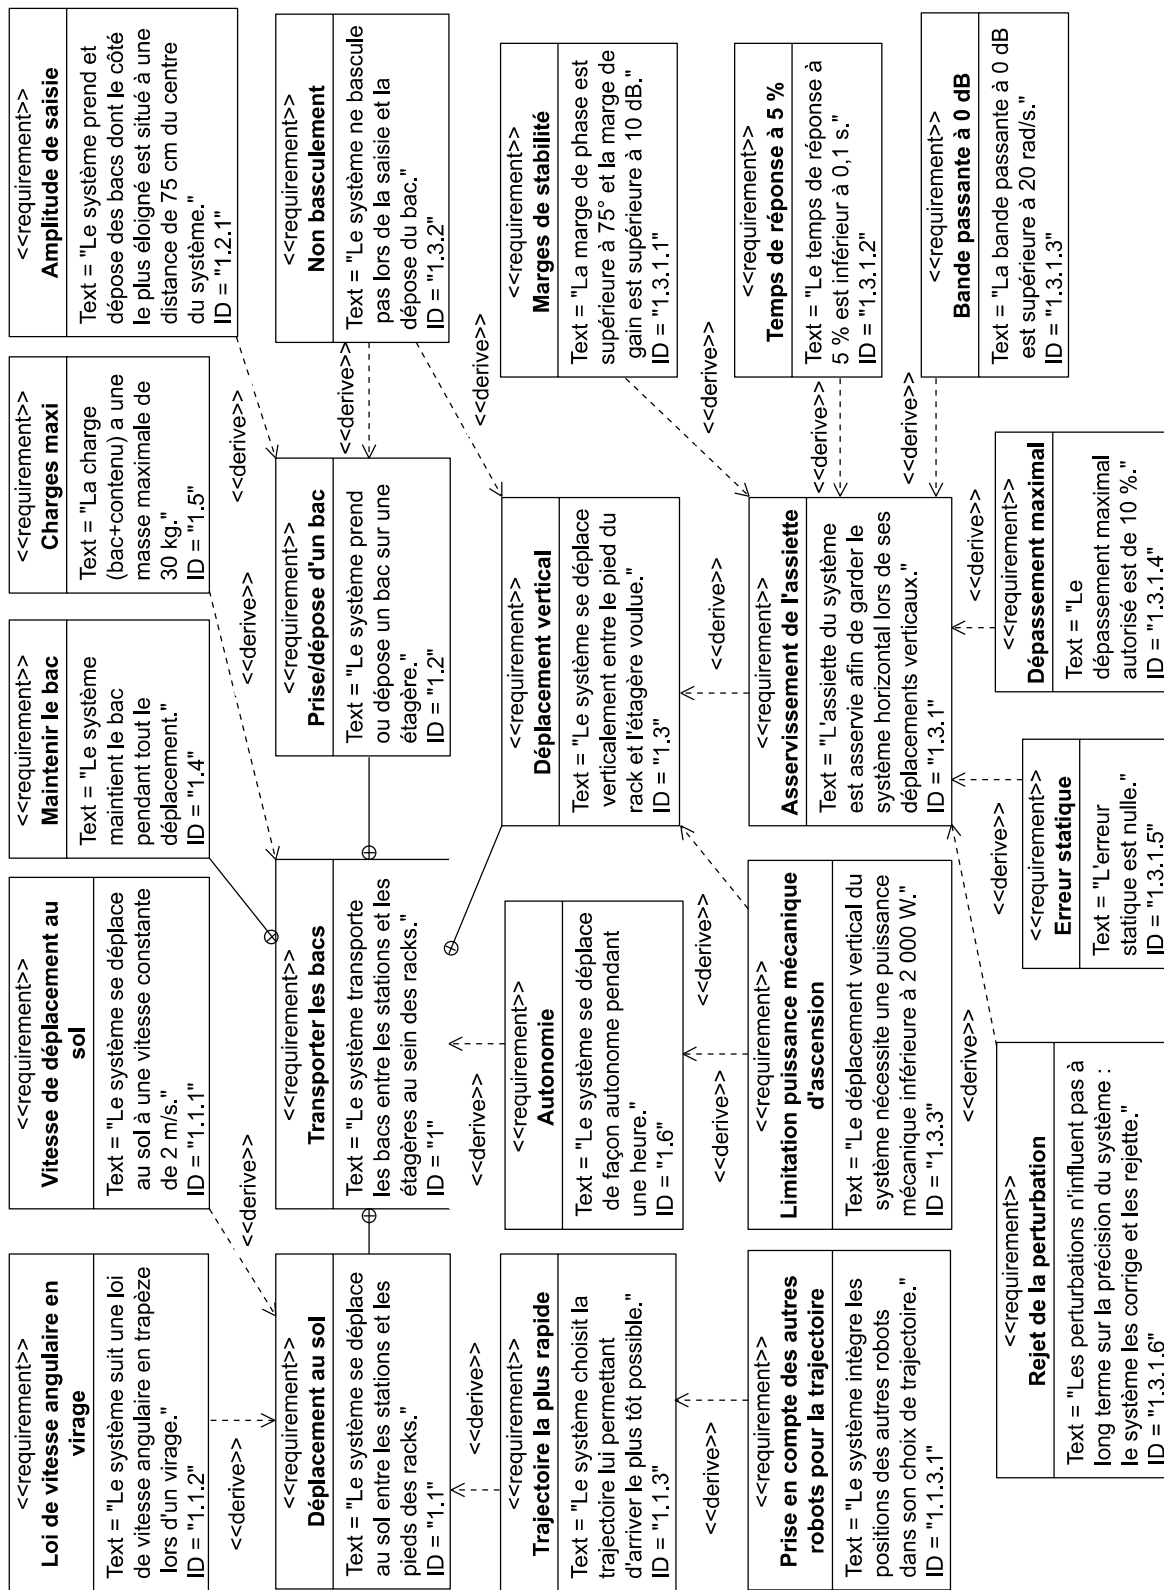 <<requirement>>
Loi de vitesse angulaire en
virage
Text = "Le système suit une loi
de vitesse angulaire en trapèze
lors d'un virage."
ID = "1.1.2"
<<requirement>>
Vitesse de déplacement au
sol
Text = "Le système se déplace
au sol à une vitesse constante
de 2 m/s."
ID = "1.1.1"
<<requirement>>
Maintenir le bac
Text = "Le système
maintient le bac
pendant tout le
déplacement."
ID = "1.4"
<<requirement>>
Charges maxi
Text = "La charge
(bac+contenu) a une
masse maximale de
30 kg."
ID = "1.5"
<<requirement>>
Amplitude de saisie
Text = "Le système prend et
dépose des bacs dont le côté
le plus éloigné est situé à une
distance de 75 cm du centre
du système."
ID = "1.2.1"
<<derive>>
<<derive>>
<<derive>>
<<derive>>
<<requirement>>
Déplacement au sol
Text = "Le système se déplace
au sol entre les stations et les
pieds des racks."
ID = "1.1"
<<requirement>>
Transporter les bacs
Text = "Le système transporte
les bacs entre les stations et les
étagères au sein des racks."
ID = "1"
<<requirement>>
Prise/dépose d'un bac
Text = "Le système prend
ou dépose un bac sur une
étagère."
ID = "1.2"
<<derive>>
<<requirement>>
Non basculement
Text = "Le système ne bascule
pas lors de la saisie et la
dépose du bac."
ID = "1.3.2"
<<derive>>
<<derive>>
<<derive>>
<<requirement>>
Trajectoire la plus rapide
Text = "Le système choisit la
trajectoire lui permettant
d'arriver le plus tôt possible."
ID = "1.1.3"
<<requirement>>
Autonomie
Text = "Le système se déplace
de façon autonome pendant
une heure."
ID = "1.6"
<<requirement>>
Déplacement vertical
Text = "Le système se déplace
verticalement entre le pied du
rack et l'étagère voulue."
ID = "1.3"
<<requirement>>
Marges de stabilité
Text = "La marge de phase est
supérieure à 75° et la marge de
gain est supérieure à 10 dB."
ID = "1.3.1.1"
<<derive>>
<<derive>>
<<derive>>
<<derive>>
<<requirement>>
Prise en compte des autres
robots pour la trajectoire
Text = "Le système intègre les
positions des autres robots
dans son choix de trajectoire."
ID = "1.1.3.1"
<<requirement>>
Limitation puissance mécanique
d'ascension
Text = "Le déplacement vertical du
système nécessite une puissance
mécanique inférieure à 2 000 W."
ID = "1.3.3"
<<requirement>>
Asservissement de l'assiette
Text = "L'assiette du système
est asservie afin de garder le
système horizontal lors de ses
déplacements verticaux."
ID = "1.3.1"
<<derive>>
<<requirement>>
Temps de réponse à 5 %
Text = "Le temps de réponse à
5 % est inférieur à 0,1 s."
ID = "1.3.1.2"
<<derive>>
<<requirement>>
Bande passante à 0 dB
Text = "La bande passante à 0 dB
est supérieure à 20 rad/s."
ID = "1.3.1.3"
<<derive>>
<<derive>>
<<derive>>
<<requirement>>
Rejet de la perturbation
Text = "Les perturbations n'influent pas à
long terme sur la précision du système :
le système les corrige et les rejette."
ID = "1.3.1.6"
<<requirement>>
Erreur statique
Text = "L'erreur
statique est nulle."
ID = "1.3.1.5"
<<requirement>>
Dépassement maximal
Text = "Le
dépassement maximal
autorisé est de 10 %."
ID = "1.3.1.4"